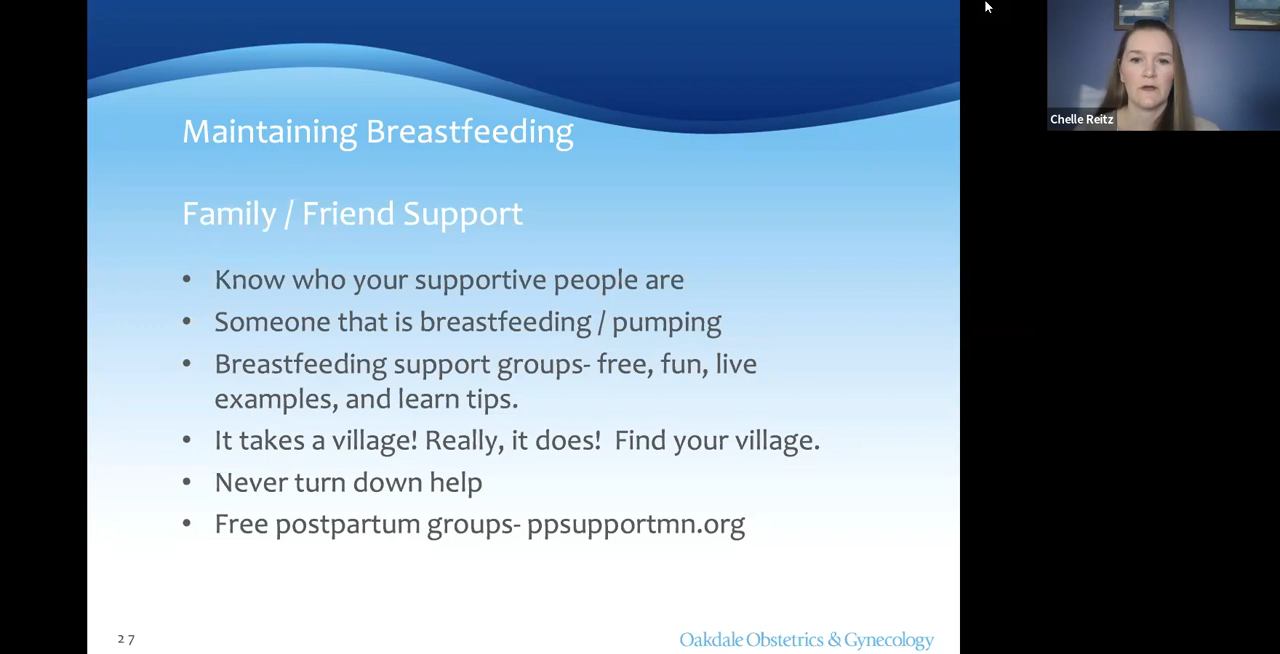 Maintaining Breastfeeding
Family / Friend Support
• Know who your supportive people are
• Someone that is breastfeeding / pumping
• Breastfeeding support groups- free, fun, live
examples, and learn tips.
• It takes a village! Really, it does!  Find your village.
• Never turn down help
• Free postpartum groups- ppsupportmn.org
27
Oakdale Obstetrics & Gynecology
Chelle Reitz